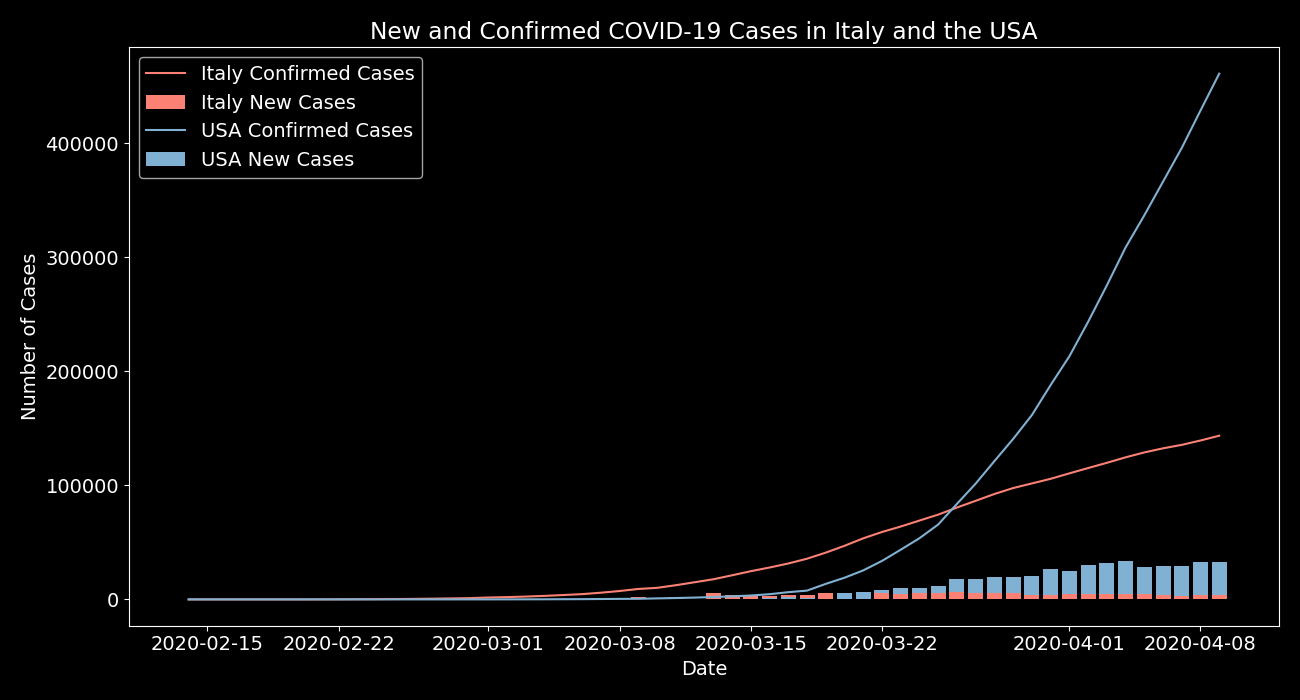 New and Confirmed COVID-19 Cases in Italy and the USA
Italy Confirmed Cases
Italy New Cases
USA Confirmed Cases
USA New Cases
400000
300000
200000
100000
0
Number of Cases
2020-02-15 2020-02-22 2020-03-01 2020-03-08 2020-03-15 2020-03-22 2020-04-01 2020-04-08
Date